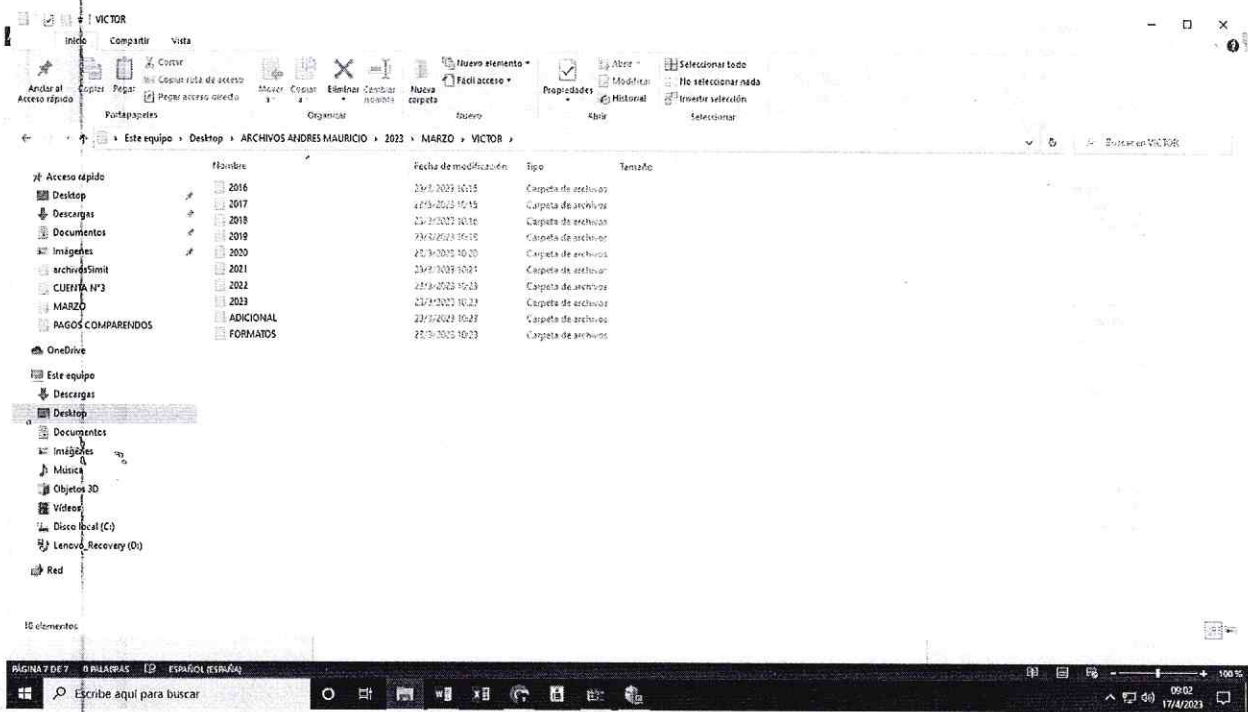 VICTOR
Inicio Compartir Vista
Anclar al Acceso rápido
Copiar
Pegar
Cortar
Copiar ruta de acceso
Pegar acceso directo
Portapapeles
Mover a
Copiar a
Eliminar
Cambiar nombre
Organizar
Nueva carpeta
Nuevo elemento
Fácil acceso
Nuevo
Propiedades
Abrir
Modificar
Historial
Abrir
Seleccionar todo
No seleccionar nada
Invertir selección
Seleccionar
Este equipo › Desktop › ARCHIVOS ANDRES MAURICIO › 2023 › MARZO › VICTOR ›
Buscar en VICTOR
Nombre Fecha de modificación Tipo Tamaño
2016 Carpeta de archivos
2017 Carpeta de archivos
2018 Carpeta de archivos
2019 Carpeta de archivos
2020 Carpeta de archivos
2021 Carpeta de archivos
2022 Carpeta de archivos
2023 Carpeta de archivos
ADICIONAL Carpeta de archivos
FORMATOS Carpeta de archivos
Acceso rápido
Desktop
Descargas
Documentos
Imágenes
archivosSimit
CUENTA N°3
MARZO
PAGOS COMPARENDOS
OneDrive
Este equipo
Descargas
Desktop
Documentos
Imágenes
Música
Objetos 3D
Vídeos
Disco local (C:)
Lenovo_Recovery (D:)
Red
10 elementos
PÁGINA 7 DE 7 0 PALABRAS ESPAÑOL (ESPAÑA) 100 %
Escribe aquí para buscar
09:02
17/4/2023